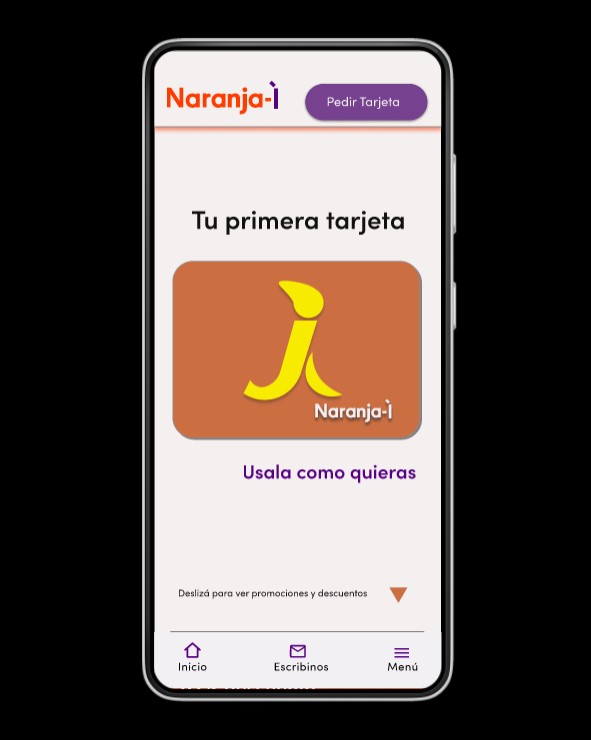 Naranja-Ì
Pedir Tarjeta
Tu primera tarjeta
Naranja-Ì
Usala como quieras
Deslizá para ver promociones y descuentos
Inicio
Escribinos
Menú